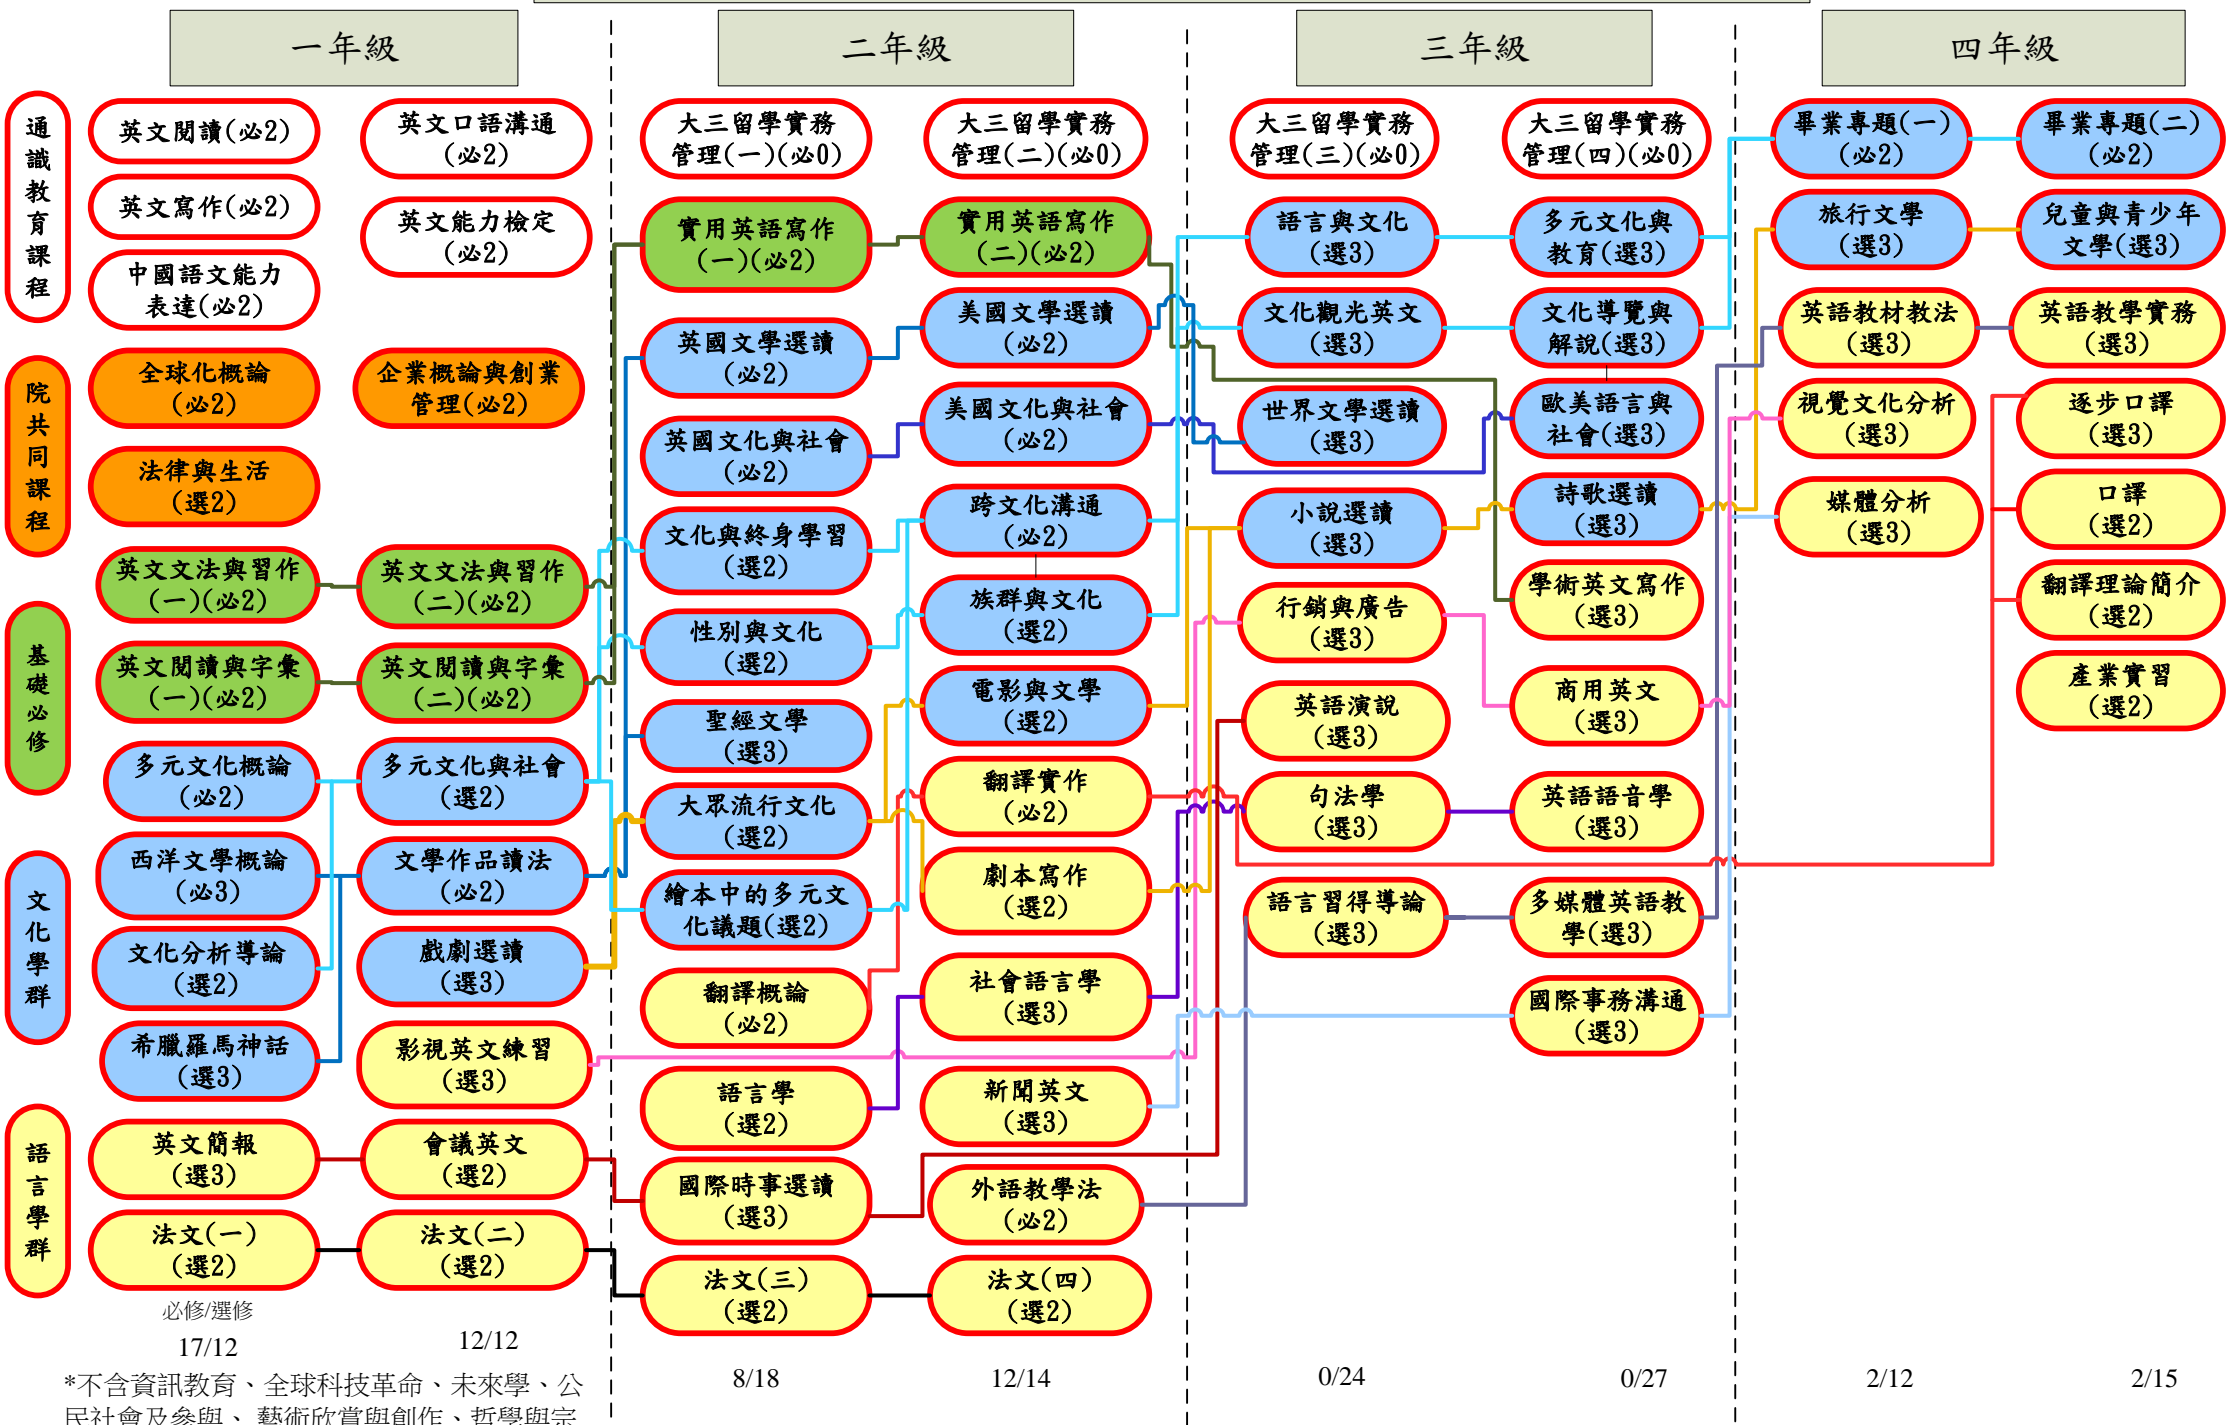 一年級
二年級
三年級
四年級
通識教育課程
院共同課程
基礎必修
文化學群
語言學群
英文閱讀(必2)
英文寫作(必2)
中國語文能力
表達(必2)
全球化概論
(必2)
法律與生活
(選2)
英文文法與習作
(一)(必2)
英文閱讀與字彙
(一)(必2)
多元文化概論
(必2)
西洋文學概論
(必3)
文化分析導論
(選2)
希臘羅馬神話
(選3)
英文簡報
(選3)
法文(一)
(選2)
必修/選修
17/12
英文口語溝通
(必2)
英文能力檢定
(必2)
企業概論與創業
管理(必2)
英文文法與習作
(二)(必2)
英文閱讀與字彙
(二)(必2)
多元文化與社會
(選2)
文學作品讀法
(必2)
戲劇選讀
(選3)
影視英文練習
(選3)
會議英文
(選2)
法文(二)
(選2)
12/12
大三留學實務
管理(一)(必0)
實用英語寫作
(一)(必2)
英國文學選讀
(必2)
英國文化與社會
(必2)
文化與終身學習
(選2)
性別與文化
(選2)
聖經文學
(選3)
大眾流行文化
(選2)
繪本中的多元文
化議題(選2)
翻譯概論
(必2)
語言學
(選2)
國際時事選讀
(選3)
法文(三)
(選2)
8/18
大三留學實務
管理(二)(必0)
實用英語寫作
(二)(必2)
美國文學選讀
(必2)
美國文化與社會
(必2)
跨文化溝通
(必2)
族群與文化
(選2)
電影與文學
(選2)
翻譯實作
(必2)
劇本寫作
(選2)
社會語言學
(選3)
新聞英文
(選3)
外語教學法
(必2)
法文(四)
(選2)
12/14
大三留學實務
管理(三)(必0)
語言與文化
(選3)
文化觀光英文
(選3)
世界文學選讀
(選3)
小說選讀
(選3)
行銷與廣告
(選3)
英語演說
(選3)
句法學
(選3)
語言習得導論
(選3)
0/24
大三留學實務
管理(四)(必0)
多元文化與
教育(選3)
文化導覽與
解說(選3)
歐美語言與
社會(選3)
詩歌選讀
(選3)
學術英文寫作
(選3)
商用英文
(選3)
英語語音學
(選3)
多媒體英語教
學(選3)
國際事務溝通
(選3)
0/27
畢業專題(一)
(必2)
旅行文學
(選3)
英語教材教法
(選3)
視覺文化分析
(選3)
媒體分析
(選3)
2/12
畢業專題(二)
(必2)
兒童與青少年
文學(選3)
英語教學實務
(選3)
逐步口譯
(選3)
口譯
(選2)
翻譯理論簡介
(選2)
產業實習
(選2)
2/15
*不含資訊教育、全球科技革命、未來學、公
民社會及參與、藝術欣賞與創作、哲學與宗